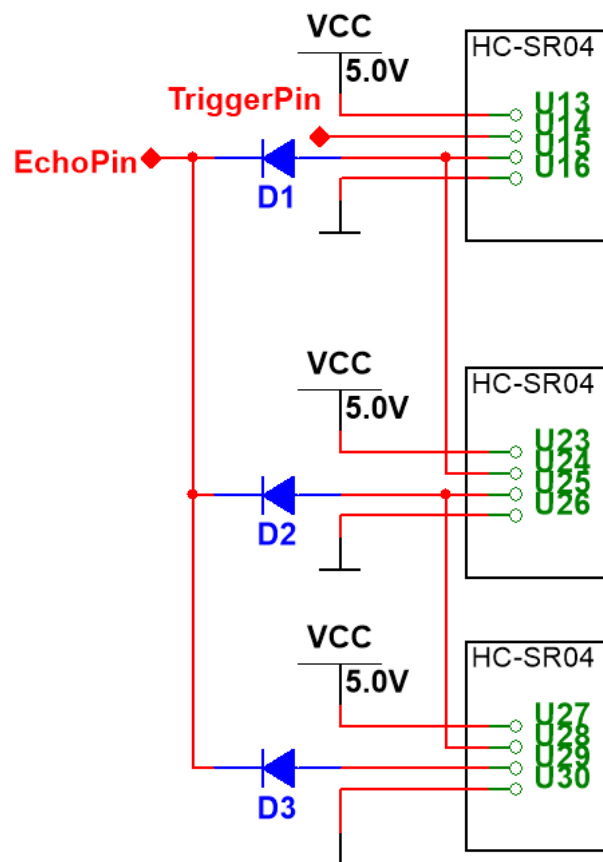 VCC
5.0V
HC-SR04
U13
U14
U15
U16
TriggerPin
EchoPin
D1
VCC
5.0V
HC-SR04
U23
U24
U25
U26
D2
VCC
5.0V
HC-SR04
U27
U28
U29
U30
D3